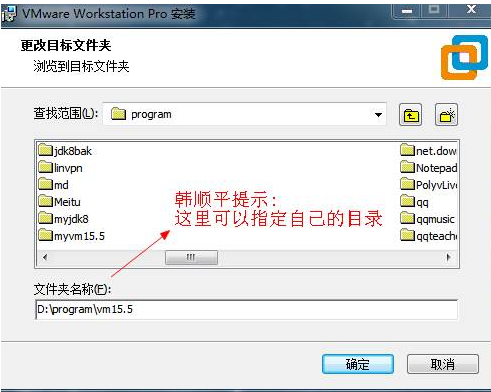 VMware Workstation Pro 安装
更改目标文件夹
浏览到目标文件夹
查找范围(L):
program
jdk8bak
linvpn
md
Meitu
myjdk8
myvm15.5
net.dow
Notepad
PolyvLiv
qq
qqmusic
qqteach
韩顺平提示:
这里可以指定自己的目录
文件夹名称(F):
D:\program\vm15.5
确定
取消